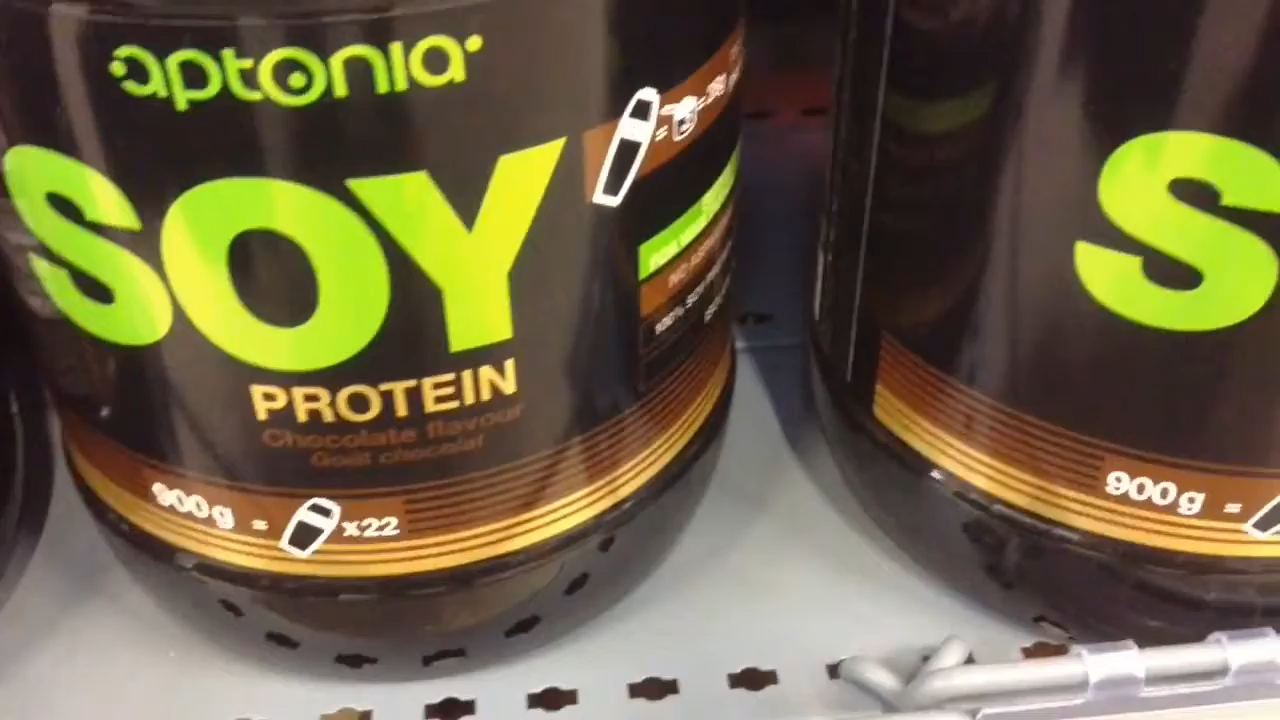 aptonia
SOY
PROTEIN
Chocolate flavour
Goût chocolat
900g = x22
S
900g =